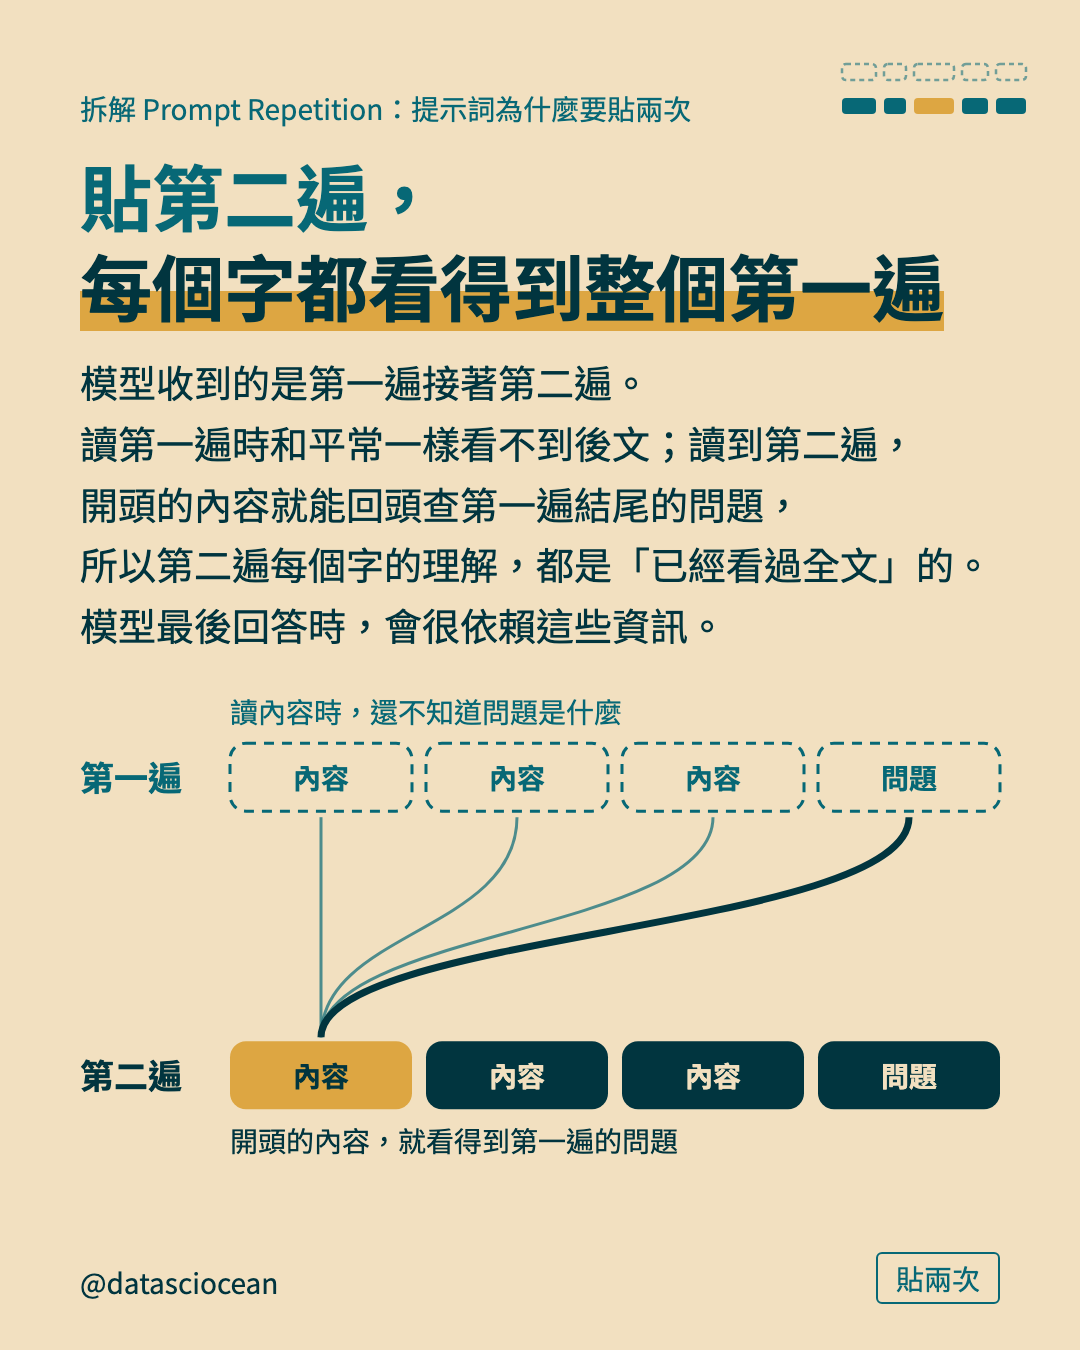 拆解 Prompt Repetition：提示詞為什麼要貼兩次
貼第二遍，
每個字都看得到整個第一遍
模型收到的是第一遍接著第二遍。
讀第一遍時和平常一樣看不到後文；讀到第二遍，
開頭的內容就能回頭查第一遍結尾的問題，
所以第二遍每個字的理解，都是「已經看過全文」的。
模型最後回答時，會很依賴這些資訊。
讀內容時，還不知道問題是什麼
第一遍 內容 內容 內容 問題
第二遍 內容 內容 內容 問題
開頭的內容，就看得到第一遍的問題
@datasciocean
貼兩次